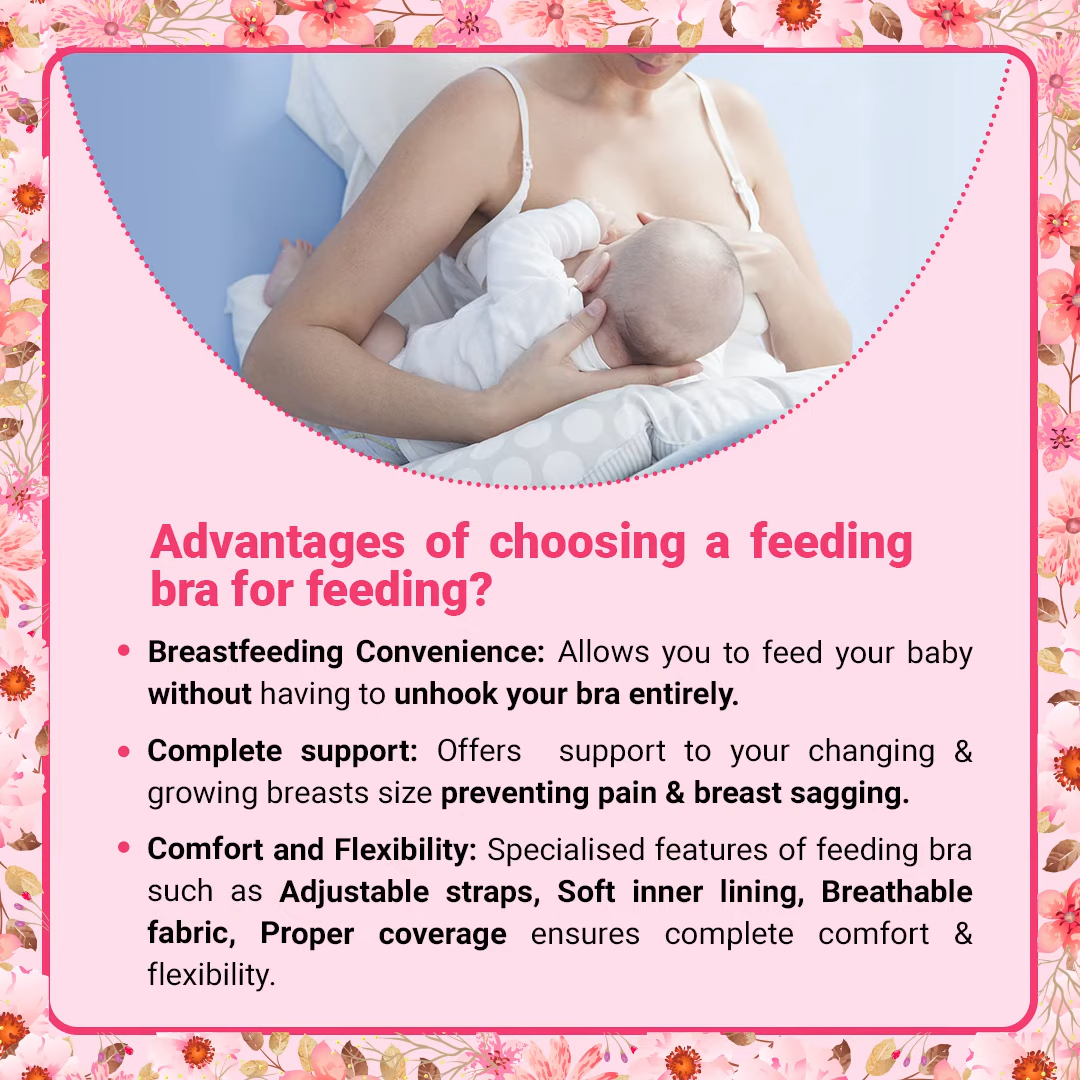 Advantages of choosing a feeding
bra for feeding?
• Breastfeeding Convenience: Allows you to feed your baby
without having to unhook your bra entirely.
• Complete support: Offers support to your changing &
growing breasts size preventing pain & breast sagging.
• Comfort and Flexibility: Specialised features of feeding bra
such as Adjustable straps, Soft inner lining, Breathable
fabric, Proper coverage ensures complete comfort &
flexibility.